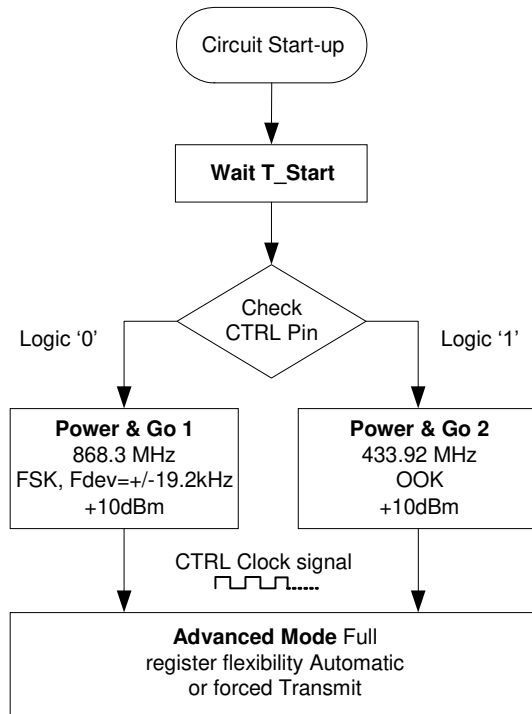 Circuit Start-up
Wait T_Start
Check
CTRL Pin
Logic ‘0’
Logic ‘1’
Power & Go 1
868.3 MHz
FSK, Fdev=+/-19.2kHz
+10dBm
Power & Go 2
433.92 MHz
OOK
+10dBm
CTRL Clock signal
Advanced Mode Full
register flexibility Automatic
or forced Transmit